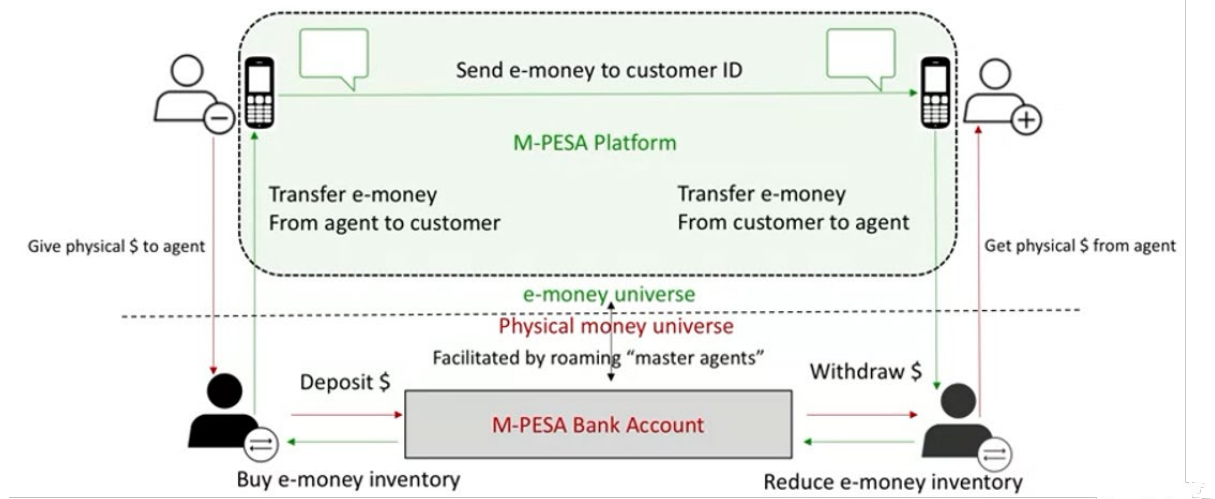 Send e-money to customer ID
M-PESA Platform
Transfer e-money
From agent to customer
Transfer e-money
From customer to agent
Give physical $ to agent
Get physical $ from agent
e-money universe
Physical money universe
Facilitated by roaming “master agents”
Deposit $
Withdraw $
M-PESA Bank Account
Buy e-money inventory
Reduce e-money inventory